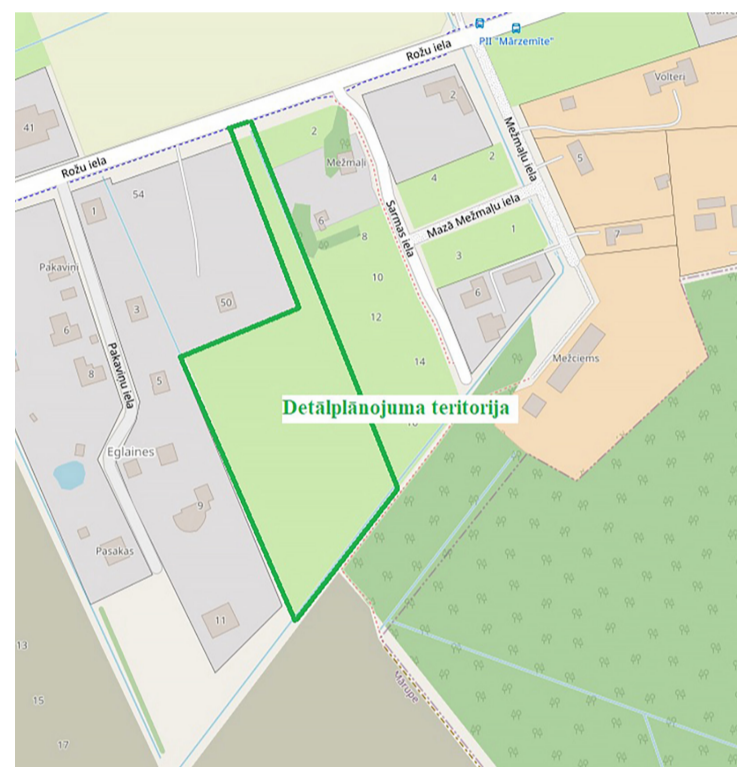 PII "Mārzemīte"
Rožu iela
Volteri
2
41
2
Mežmaļi
Mežmaļu iela
2
5
Rožu iela
4
54
Sarmas iela
1
6
Mazā Mežmaļu iela
1
8
7
3
Pakaviņi
10
6
50
3
12
6
Pakaviņu iela
14
Mežciems
8
5
Detālplānojuma teritorija
Eglaines
9
Pasakas
11
13
Mārupe
15
17